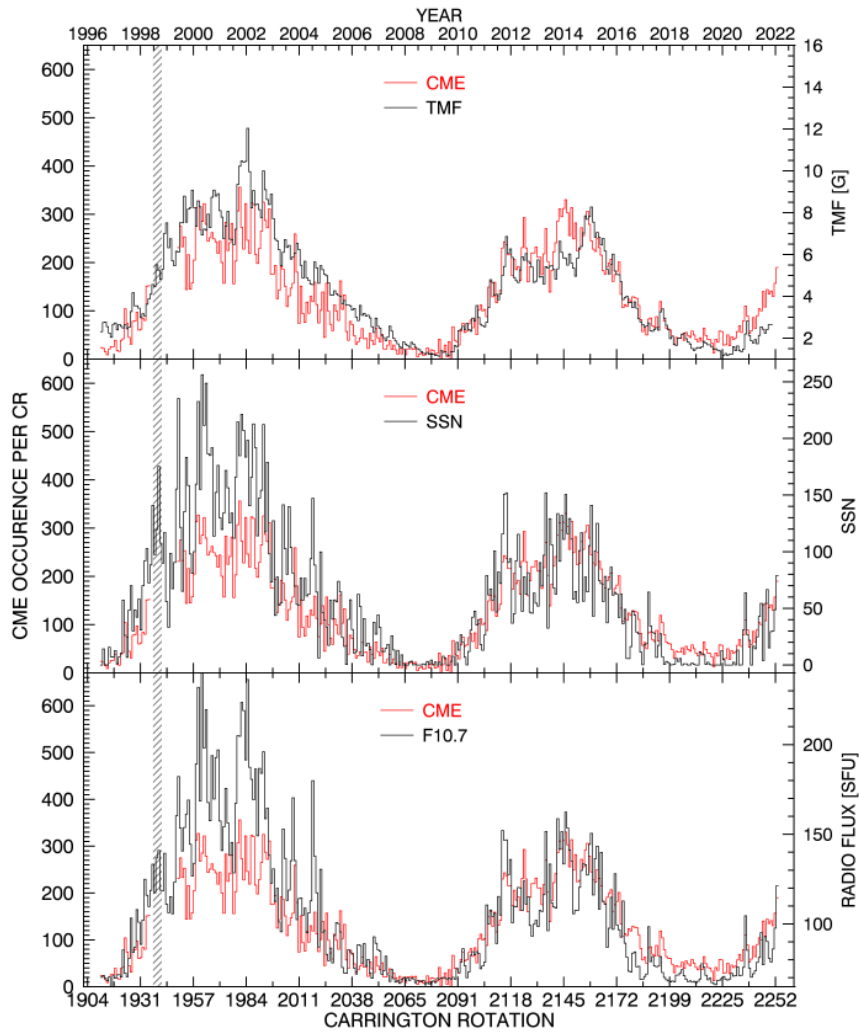 YEAR
1996 1998 2000 2002 2004 2006 2008 2010 2012 2014 2016 2018 2020 2022
600
500
400
300
200
100
0
CME
TMF
16
14
12
10
8
6
4
2
TMF [G]
CME OCCURENCE PER CR
600
500
400
300
200
100
0
CME
SSN
250
200
150
100
50
0
SSN
600
500
400
300
200
100
0
CME
F10.7
200
150
100
RADIO FLUX [SFU]
1904 1931 1957 1984 2011 2038 2065 2091 2118 2145 2172 2199 2225 2252
CARRINGTON ROTATION